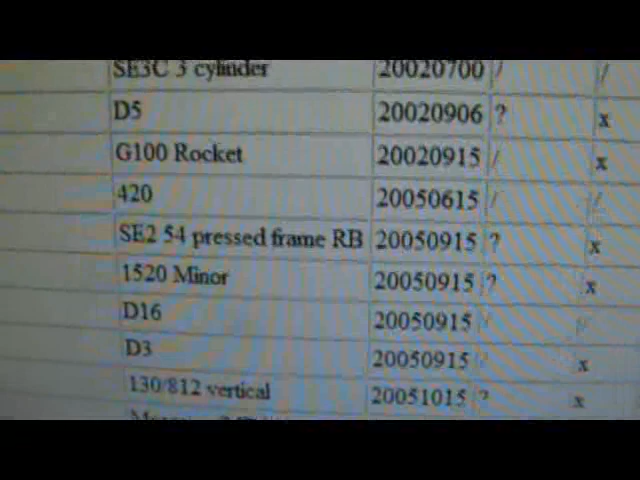 SE3C 3 cylinder 20020700 / /
D5 20020906 ? x
G100 Rocket 20020915 / x
420 20050615 / /
SE2 54 pressed frame RB 20050915 ? x
1520 Minor 20050915 ? x
D16 20050915 / /
D3 20050915 x
130/812 vertical 20051015 ? x